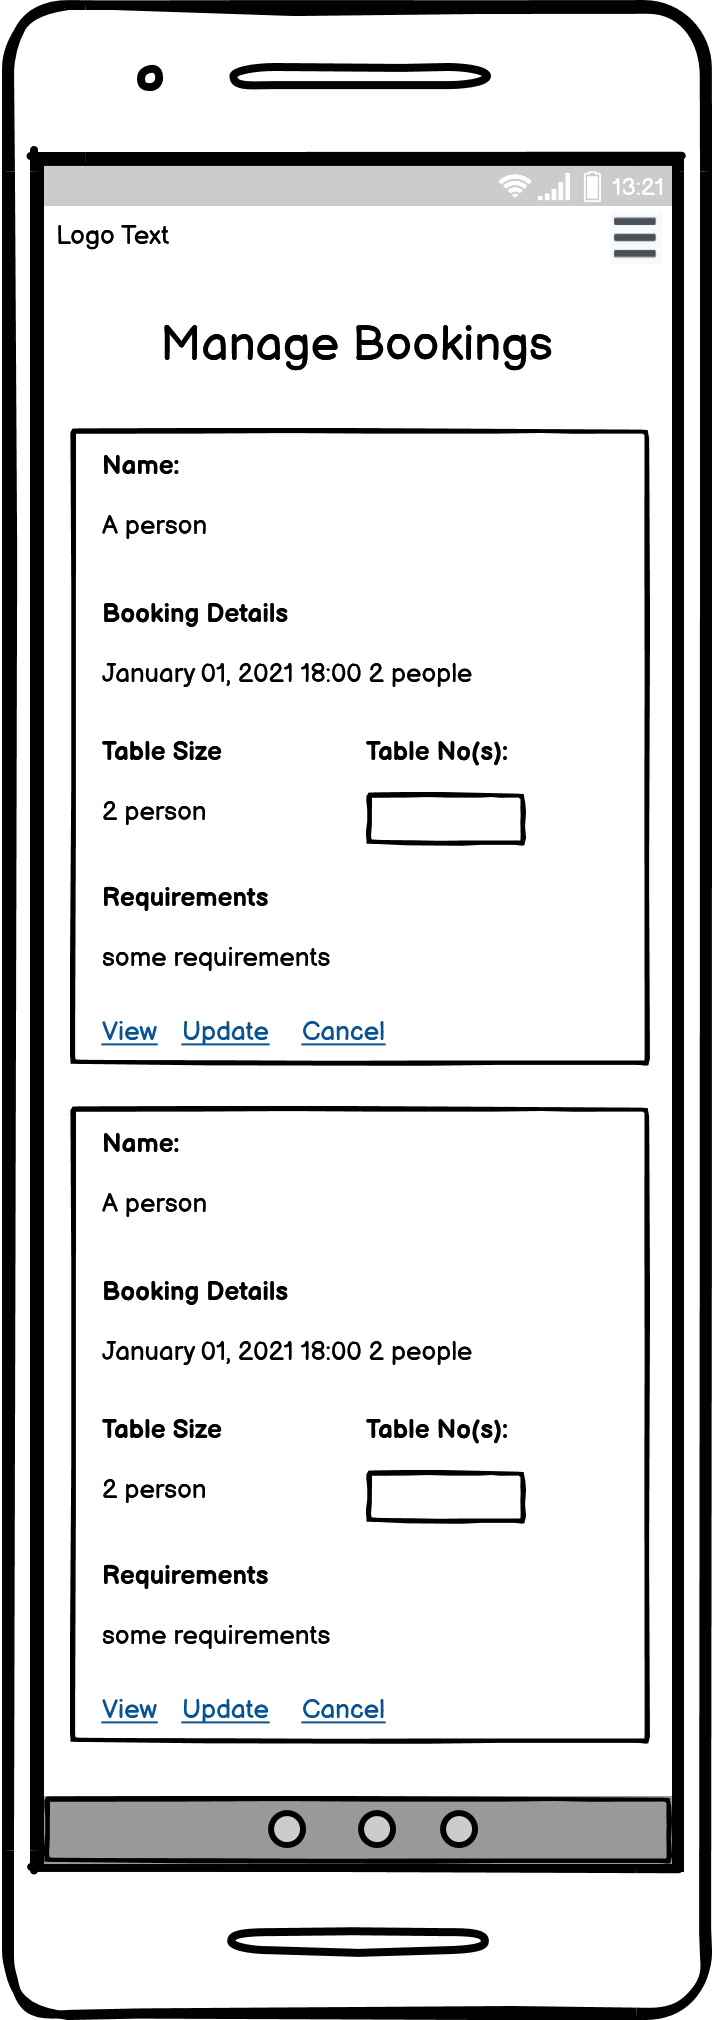 13:21
Logo Text
Manage Bookings
Name:
A person
Booking Details
January 01, 2021 18:00 2 people
Table Size Table No(s):
2 person
Requirements
some requirements
View Update Cancel
Name:
A person
Booking Details
January 01, 2021 18:00 2 people
Table Size Table No(s):
2 person
Requirements
some requirements
View Update Cancel